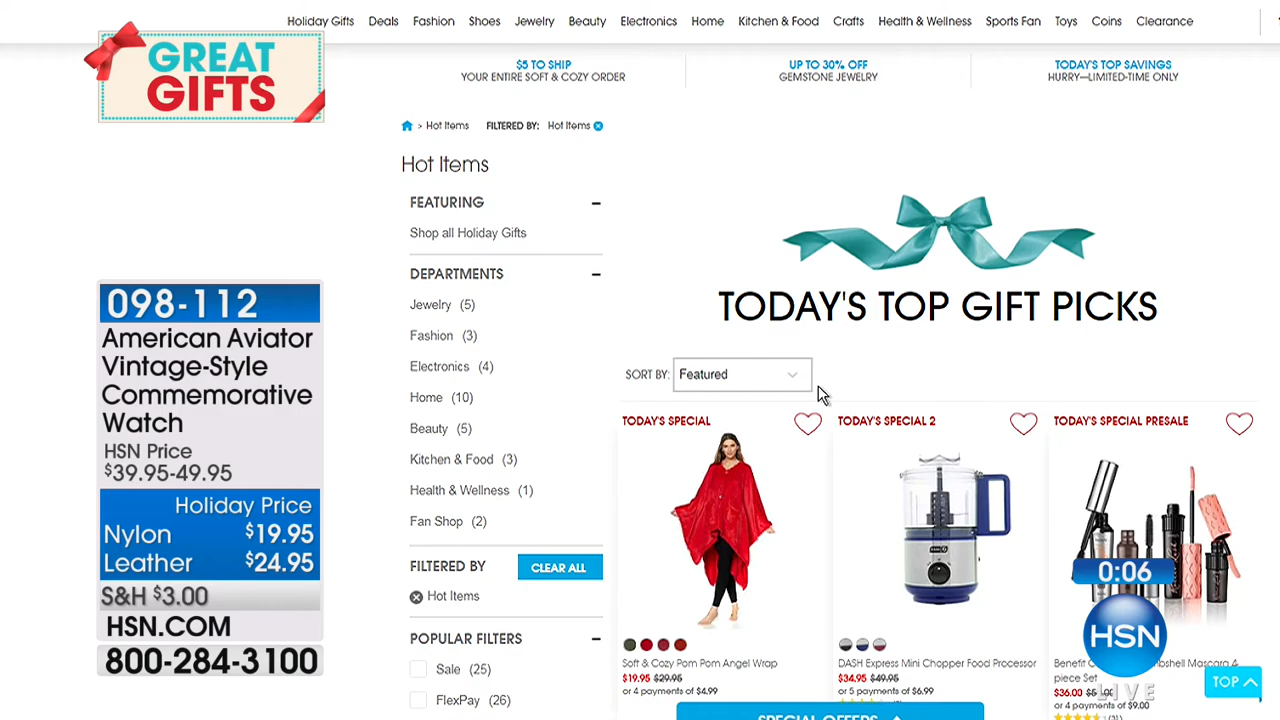 Holiday Gifts Deals Fashion Shoes Jewelry Beauty Electronics Home Kitchen & Food Crafts Health & Wellness Sports Fan Toys Coins Clearance
GREAT
GIFTS
$5 TO SHIP
YOUR ENTIRE SOFT & COZY ORDER
UP TO 30% OFF
GEMSTONE JEWELRY
TODAY'S TOP SAVINGS
HURRY—LIMITED-TIME ONLY
> Hot Items FILTERED BY: Hot Items
Hot Items
FEATURING
Shop all Holiday Gifts
DEPARTMENTS
Jewelry (5)
Fashion (3)
Electronics (4)
Home (10)
Beauty (5)
Kitchen & Food (3)
Health & Wellness (1)
Fan Shop (2)
FILTERED BY CLEAR ALL
Hot Items
POPULAR FILTERS
Sale (25)
FlexPay (26)
098-112
American Aviator
Vintage-Style
Commemorative
Watch
HSN Price
$39.95-49.95
Holiday Price
Nylon $19.95
Leather $24.95
S&H $3.00
HSN.COM
800-284-3100
TODAY'S TOP GIFT PICKS
SORT BY: Featured
TODAY'S SPECIAL
Soft & Cozy Pom Pom Angel Wrap
$19.95 $29.95
or 4 payments of $4.99
TODAY'S SPECIAL 2
DASH Express Mini Chopper Food Processor
$34.95 $49.95
or 5 payments of $6.99
TODAY'S SPECIAL PRESALE
Benefit Mascara 4
piece Set
$36.00
or 4 payments of $9.00
0:06
HSN
LIVE
TOP
SPECIAL OFFERS